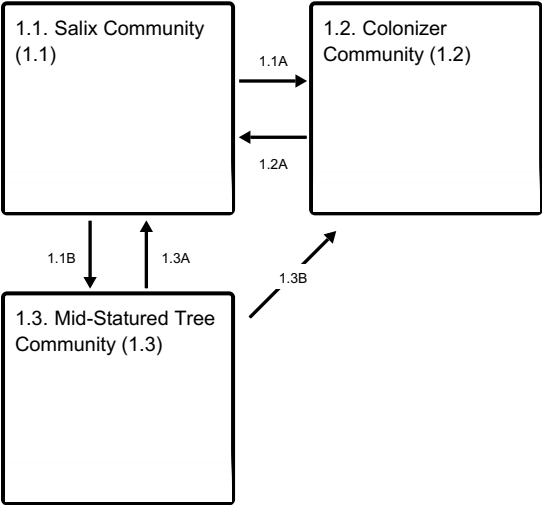 1.1. Salix Community
(1.1)
1.2. Colonizer
Community (1.2)
1.1A
1.2A
1.1B
1.3A
1.3B
1.3. Mid-Statured Tree
Community (1.3)